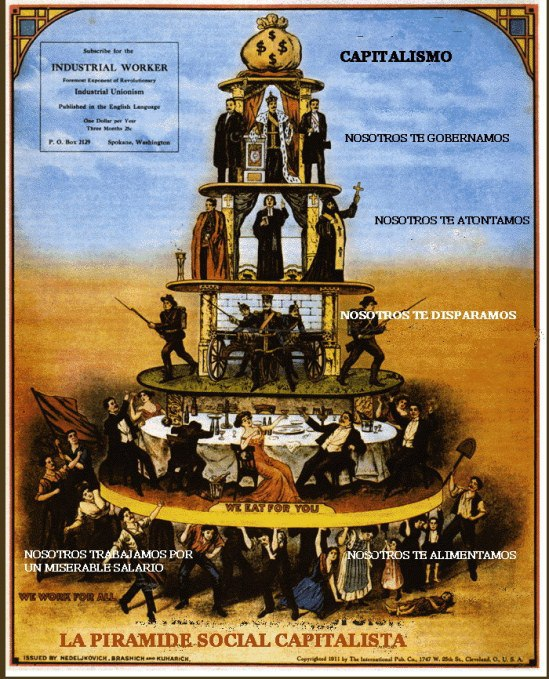 Subscribe for the
INDUSTRIAL WORKER
Foremost Exponent of Revolutionary
Industrial Unionism
Published in the English Language
One Dollar per Year
Three Months 25c
P. O. Box 2129 Spokane, Washington
CAPITALISMO
NOSOTROS TE GOBERNAMOS
NOSOTROS TE ATONTAMOS
NOSOTROS TE DISPARAMOS
WE EAT FOR YOU
NOSOTROS TRABAJAMOS POR
UN MISERABLE SALARIO
NOSOTROS TE ALIMENTAMOS
WE WORK FOR ALL
LA PIRAMIDE SOCIAL CAPITALISTA
ISSUED BY NEDELJKOVICH, BRASHICH AND KUHARICH.
Copyrighted 1911 by The International Pub. Co., 1747 W. 25th St., Cleveland, O., U. S. A.